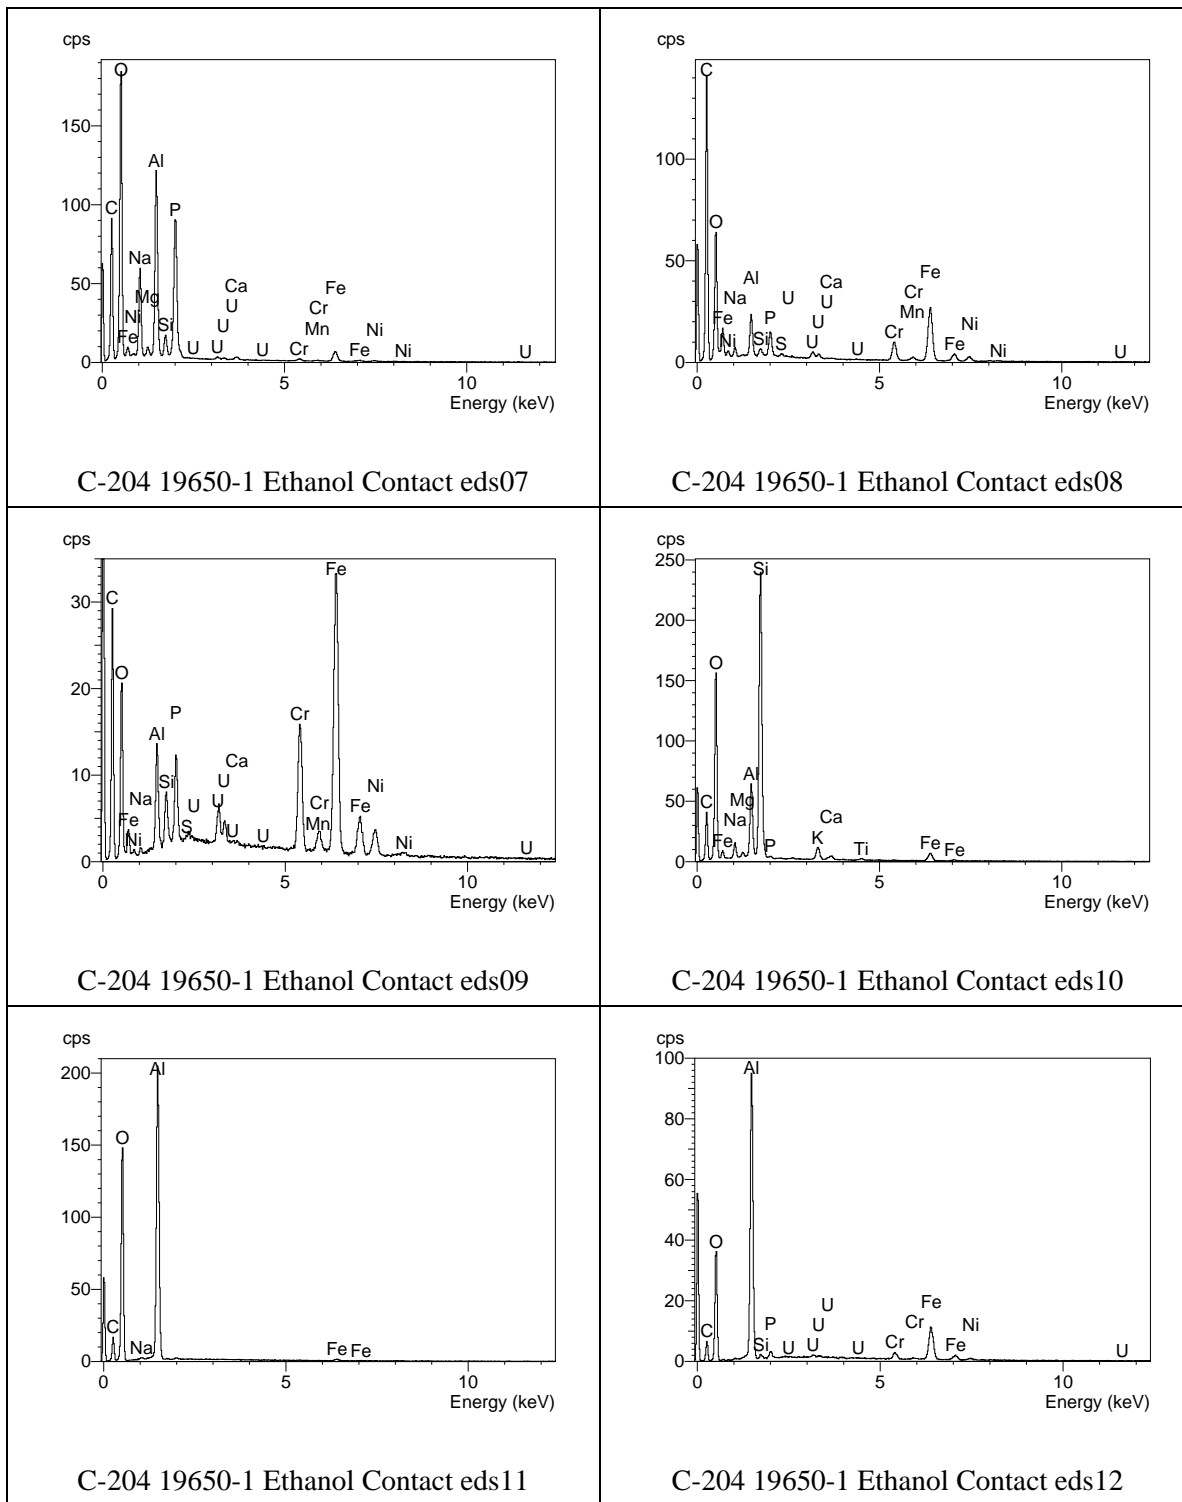 cps
O
150
Al
100
C
P
Na
50
Ca
Mg
Fe
Ni
U
Cr
Si
U
Mn
Ni
Fe
U
U
U
Cr
Fe
Ni
U
0
0
5
10
Energy (keV)
C-204 19650-1 Ethanol Contact eds07
cps
C
100
O
50
Al
U
Ca
Fe
Na
U
Cr
Fe
P
U
Mn
Ni
Ni
Si
S
U
U
Cr
Fe
Ni
U
0
0
5
10
Energy (keV)
C-204 19650-1 Ethanol Contact eds08
cps
Fe
30
C
20
O
P
Cr
Al
10
Ca
Si
U
Ni
Na
U
U
Cr
Fe
Fe
S
U
U
Mn
Ni
Ni
U
0
0
5
10
Energy (keV)
C-204 19650-1 Ethanol Contact eds09
cps
250
Si
200
150
O
100
Al
50
C
Mg
Na
Ca
Fe
P
K
Ti
Fe
Fe
0
0
5
10
Energy (keV)
C-204 19650-1 Ethanol Contact eds10
cps
200
Al
150
O
100
50
C
Na
Fe
Fe
0
0
5
10
Energy (keV)
C-204 19650-1 Ethanol Contact eds11
cps
100
Al
80
60
40
O
20
U
Fe
P
U
Cr
Ni
C
Si
U
U
U
Cr
Fe
U
0
0
5
10
Energy (keV)
C-204 19650-1 Ethanol Contact eds12